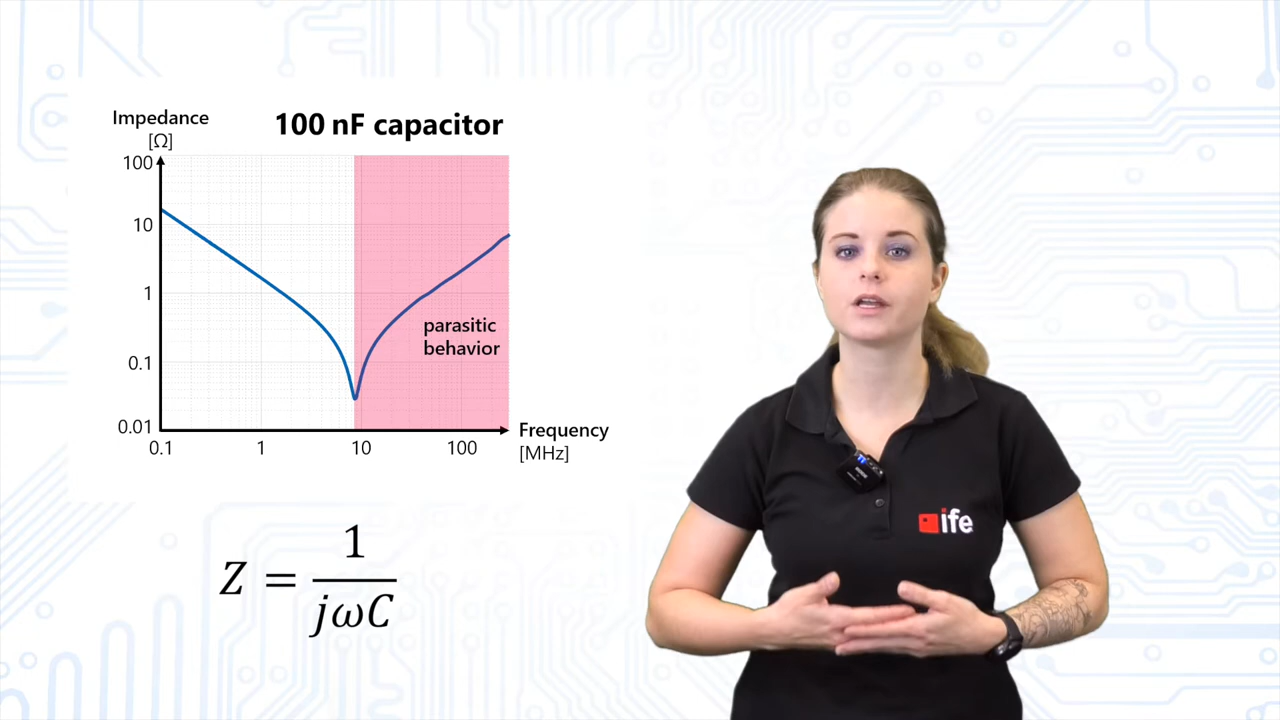 100 nF capacitor
Impedance
[Ω]
100
10
1
0.1
0.01
0.1 1 10 100
Frequency
[MHz]
parasitic
behavior
Z = 1 / jωC
ife